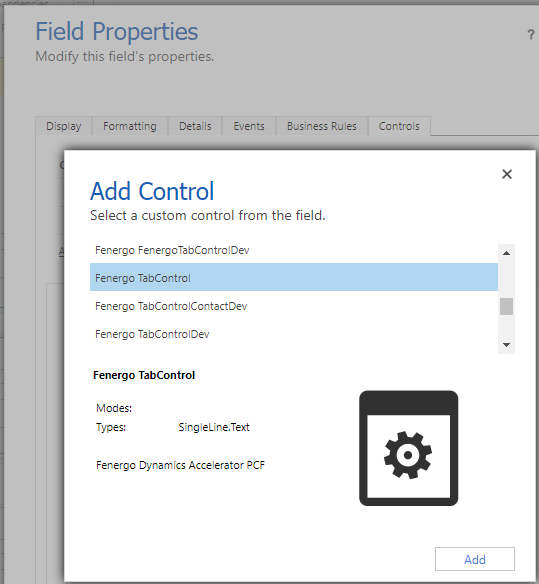 Field Properties
?
Modify this field's properties.
Display Formatting Details Events Business Rules Controls
Add Control
Select a custom control from the field.
Fenergo FenergoTabControlDev
Fenergo TabControl
Fenergo TabControlContactDev
Fenergo TabControlDev
Fenergo TabControl
Modes:
Types: SingleLine.Text
Fenergo Dynamics Accelerator PCF
Add